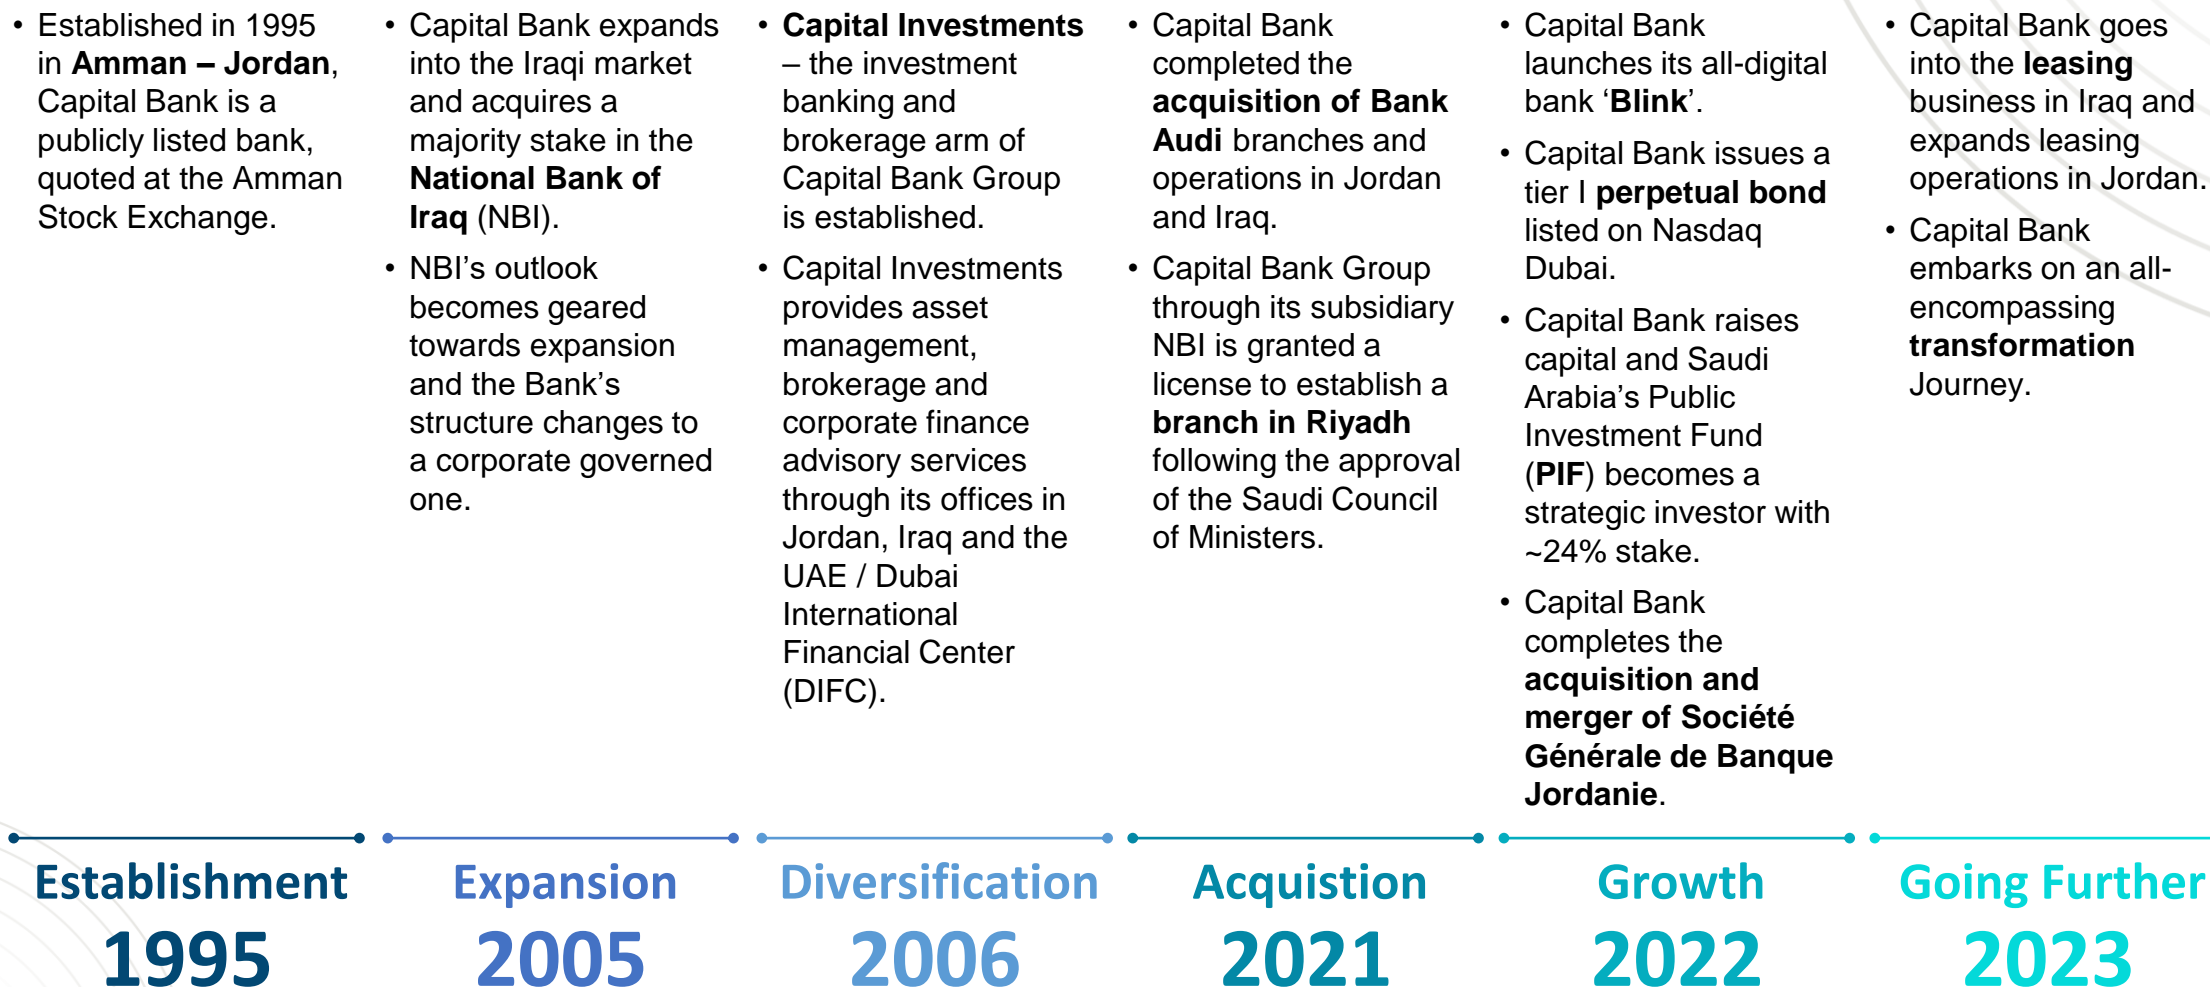 • Established in 1995
in Amman – Jordan,
Capital Bank is a
publicly listed bank,
quoted at the Amman
Stock Exchange.
• Capital Bank expands
into the Iraqi market
and acquires a
majority stake in the
National Bank of
Iraq (NBI).
• NBI’s outlook
becomes geared
towards expansion
and the Bank’s
structure changes to
a corporate governed
one.
• Capital Investments
– the investment
banking and
brokerage arm of
Capital Bank Group
is established.
• Capital Investments
provides asset
management,
brokerage and
corporate finance
advisory services
through its offices in
Jordan, Iraq and the
UAE / Dubai
International
Financial Center
(DIFC).
• Capital Bank
completed the
acquisition of Bank
Audi branches and
operations in Jordan
and Iraq.
• Capital Bank Group
through its subsidiary
NBI is granted a
license to establish a
branch in Riyadh
following the approval
of the Saudi Council
of Ministers.
• Capital Bank
launches its all-digital
bank ‘Blink’.
• Capital Bank issues a
tier I perpetual bond
listed on Nasdaq
Dubai.
• Capital Bank raises
capital and Saudi
Arabia’s Public
Investment Fund
(PIF) becomes a
strategic investor with
~24% stake.
• Capital Bank
completes the
acquisition and
merger of Société
Générale de Banque
Jordanie.
• Capital Bank goes
into the leasing
business in Iraq and
expands leasing
operations in Jordan.
• Capital Bank
embarks on an all-
encompassing
transformation
Journey.
Establishment
1995
Expansion
2005
Diversification
2006
Acquistion
2021
Growth
2022
Going Further
2023